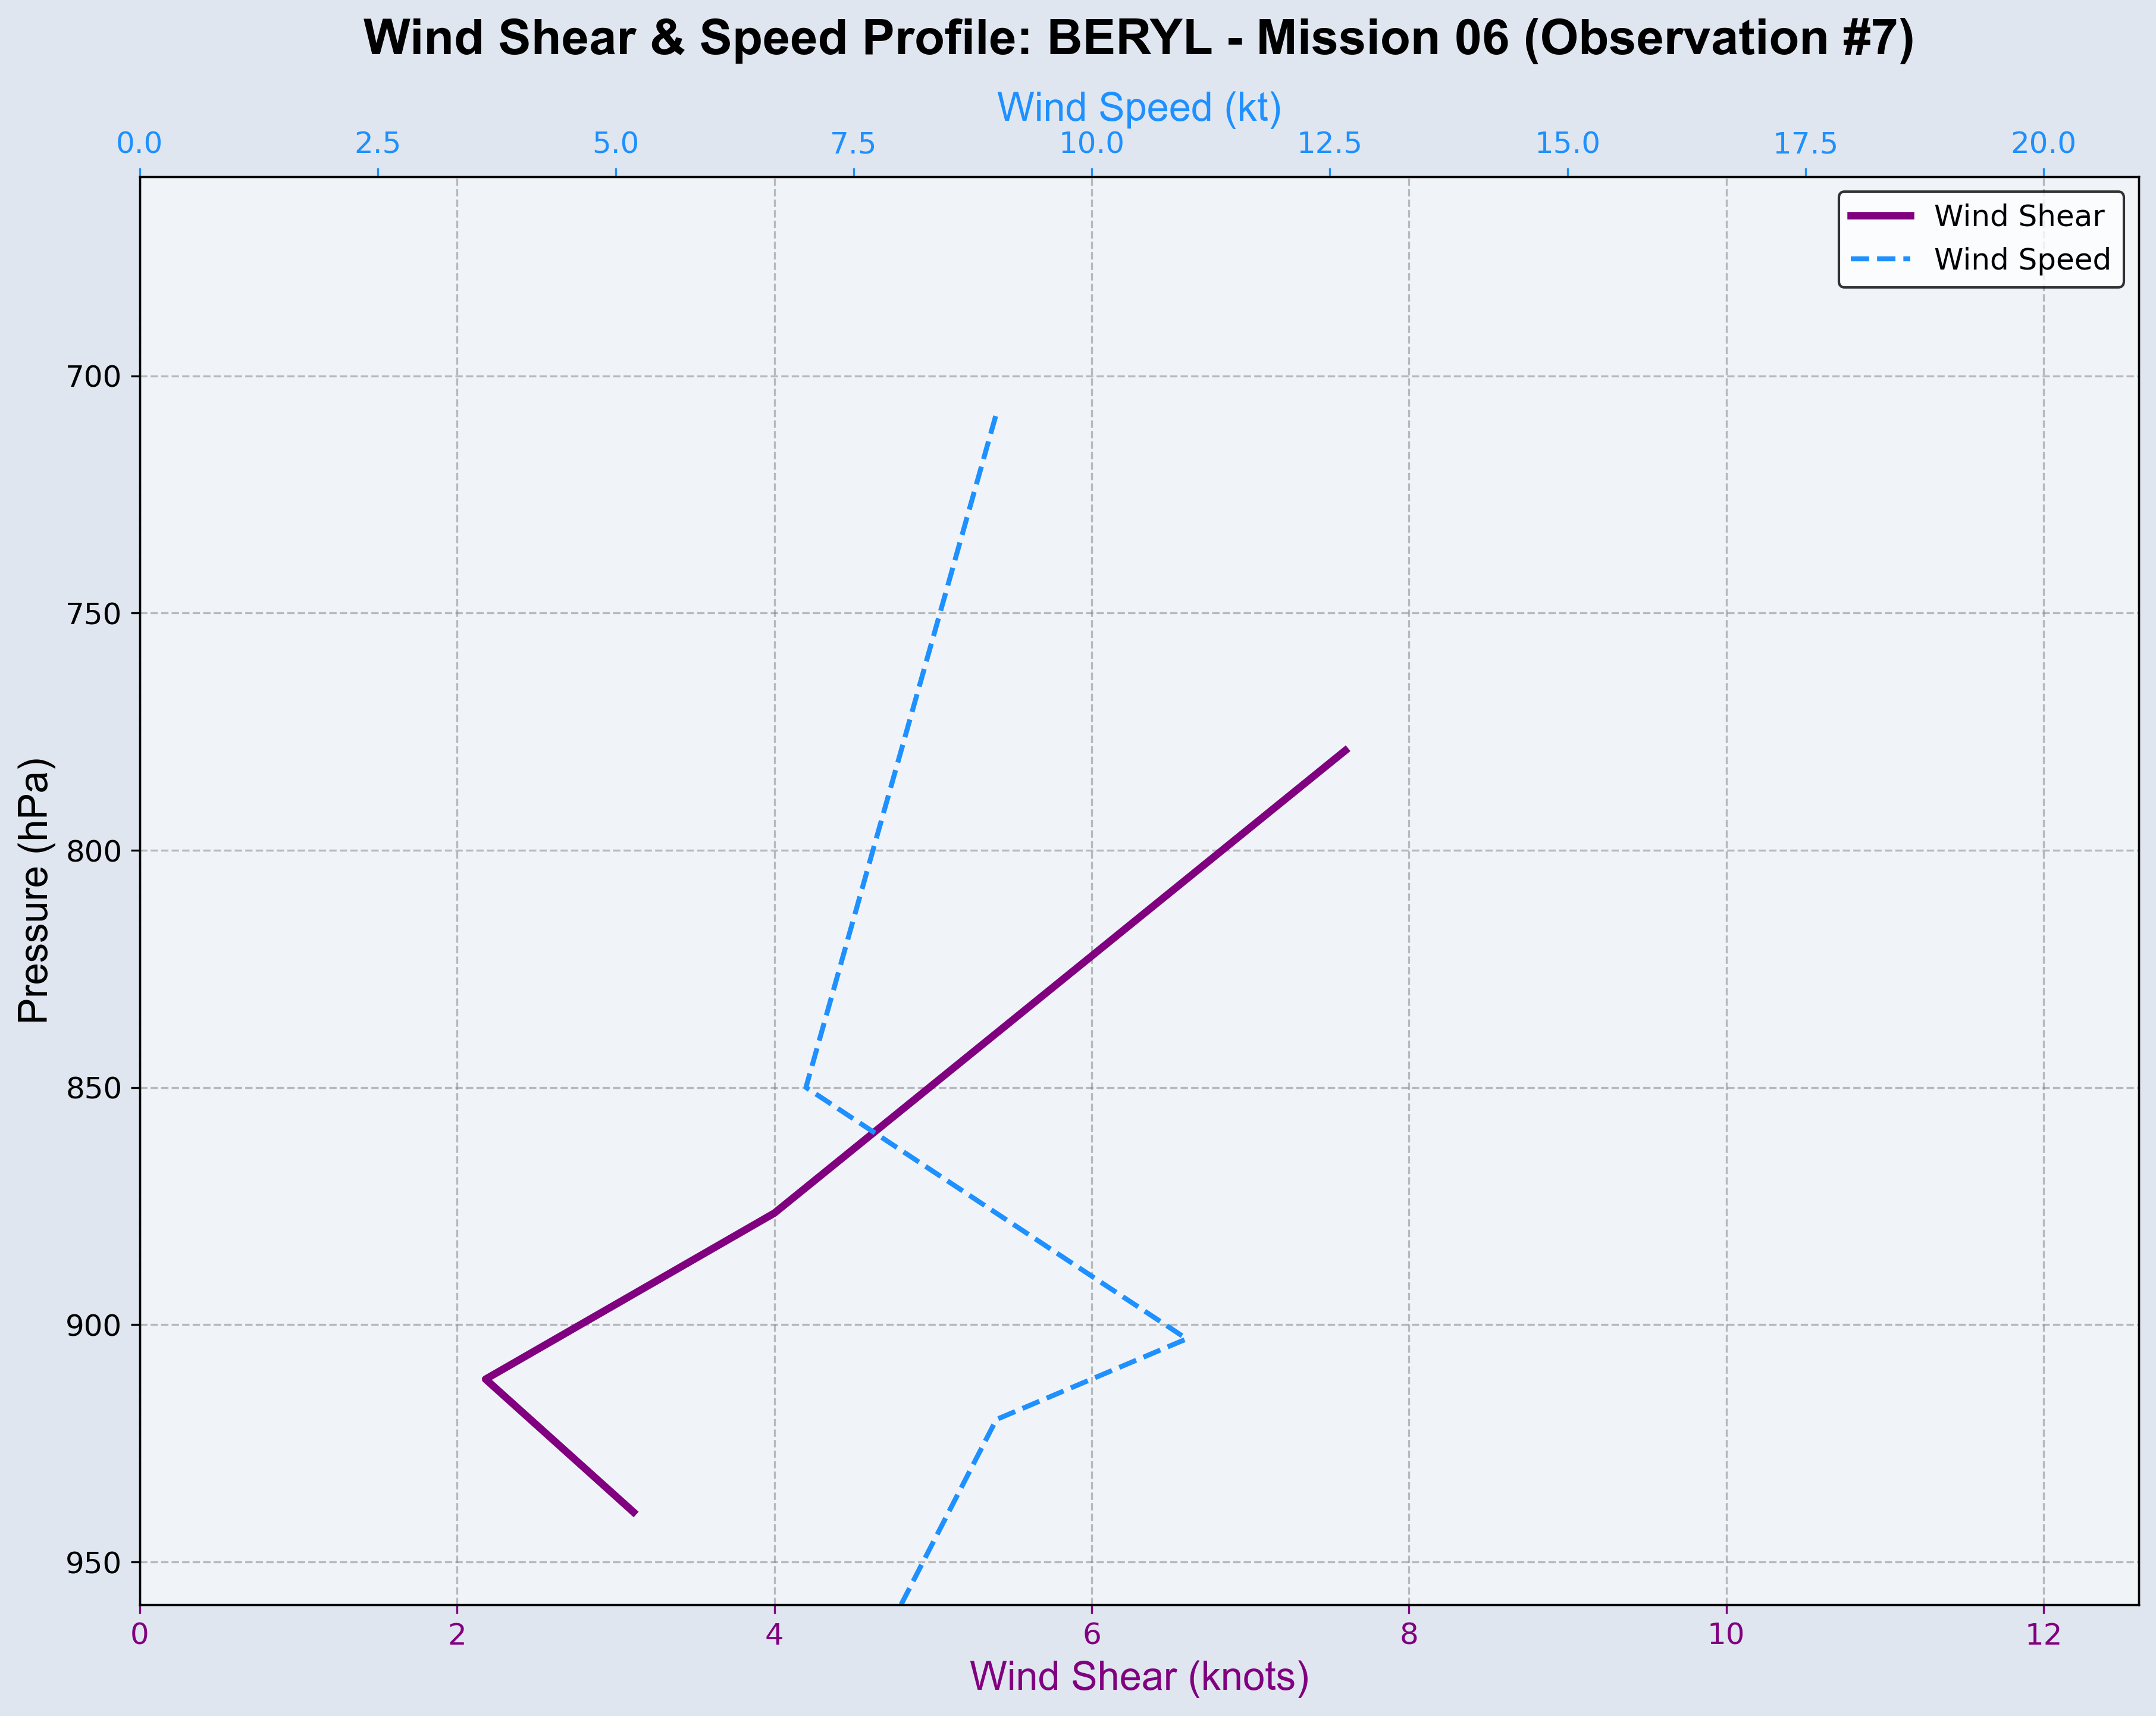 Wind Shear & Speed Profile: BERYL - Mission 06 (Observation #7)
Wind Speed (kt)
0.0 2.5 5.0 7.5 10.0 12.5 15.0 17.5 20.0
Wind Shear
Wind Speed
700
750
800
850
900
950
Pressure (hPa)
0 2 4 6 8 10 12
Wind Shear (knots)